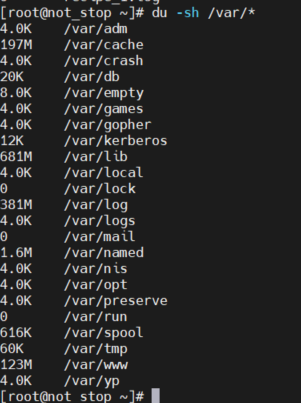 [root@not_stop ~]# du -sh /var/*
4.0K /var/adm
197M /var/cache
4.0K /var/crash
20K /var/db
8.0K /var/empty
4.0K /var/games
4.0K /var/gopher
12K /var/kerberos
681M /var/lib
4.0K /var/local
0 /var/lock
381M /var/log
4.0K /var/logs
0 /var/mail
1.6M /var/named
4.0K /var/nis
4.0K /var/opt
4.0K /var/preserve
0 /var/run
616K /var/spool
60K /var/tmp
123M /var/www
4.0K /var/yp
[root@not_stop ~]#